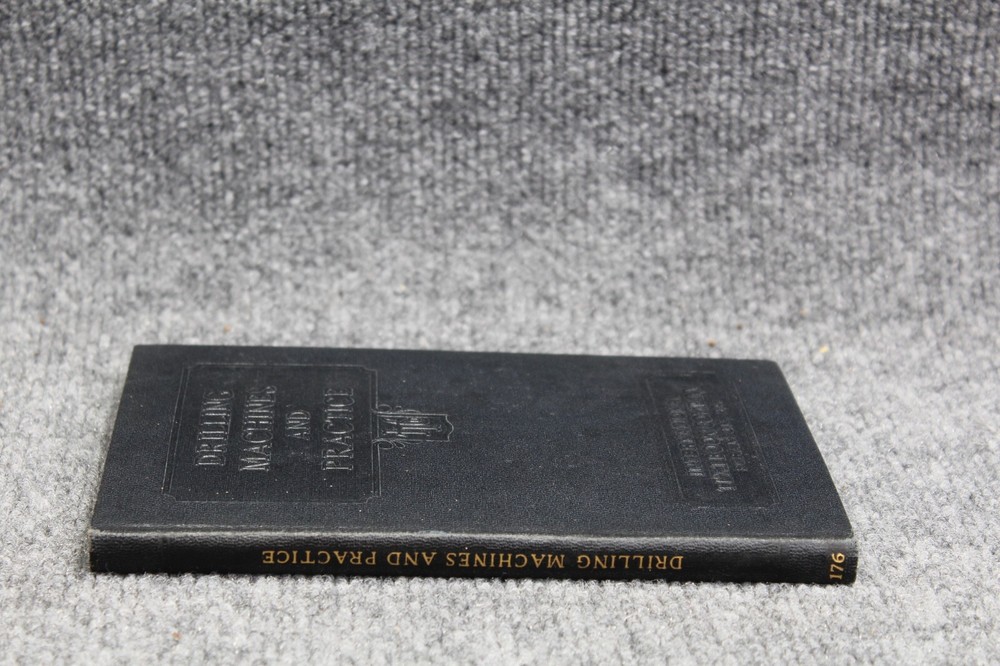 DRILLING
MACHINES
AND
PRACTICE
DRILLING MACHINES AND PRACTICE
176